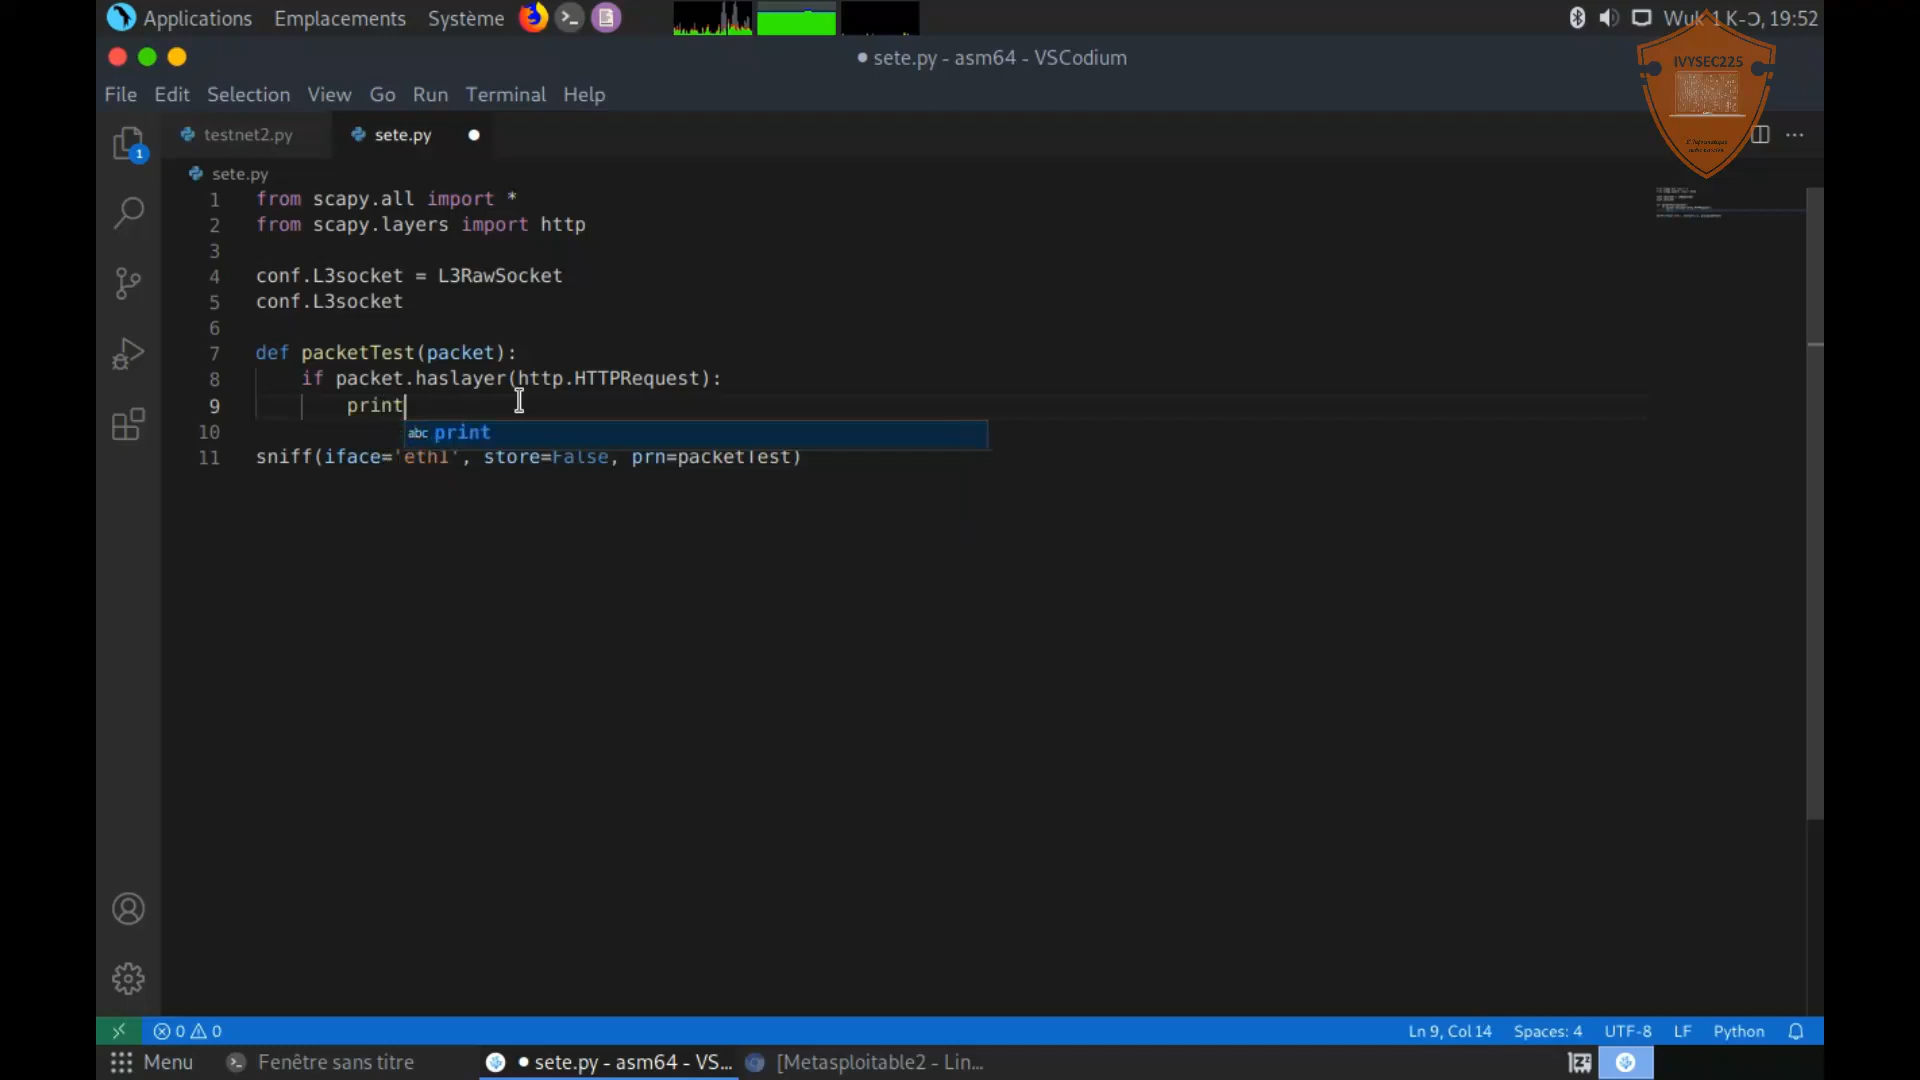 Applications Emplacements Système
Wuk 1 K-ɔ, 19:52
IVYSEC225
● sete.py - asm64 - VSCodium
File Edit Selection View Go Run Terminal Help
testnet2.py sete.py ● ···
1
sete.py
1 from scapy.all import *
2 from scapy.layers import http
3
4 conf.L3socket = L3RawSocket
5 conf.L3socket
6
7 def packetTest(packet):
8 if packet.haslayer(http.HTTPRequest):
9 print
10 abc print
11 sniff(iface='eth1', store=False, prn=packetTest)
0 0 Ln 9, Col 14 Spaces: 4 UTF-8 LF Python
Menu Fenêtre sans titre ● sete.py - asm64 - VS... [Metasploitable2 - Lin...